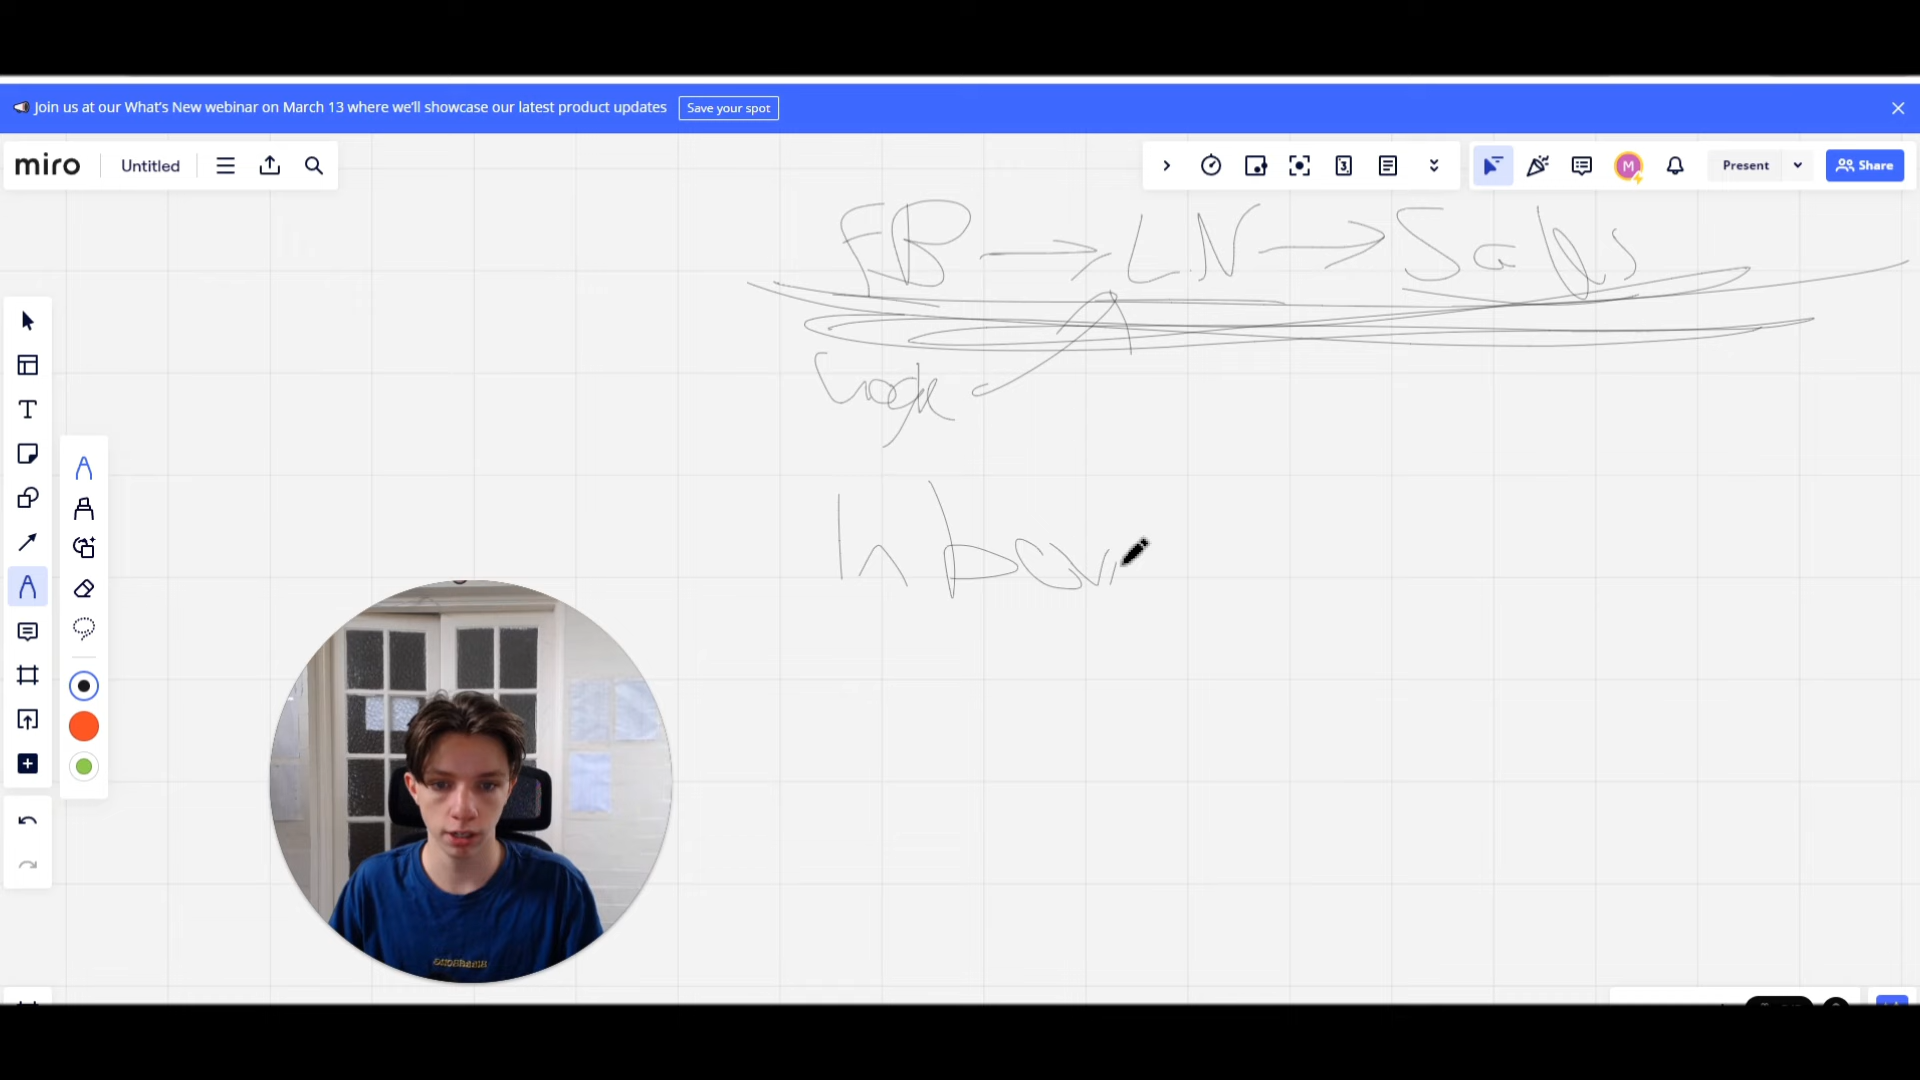 Join us at our What's New webinar on March 13 where we'll showcase our latest product updates Save your spot
miro Untitled Present Share
3
M
FB → LN → Sales